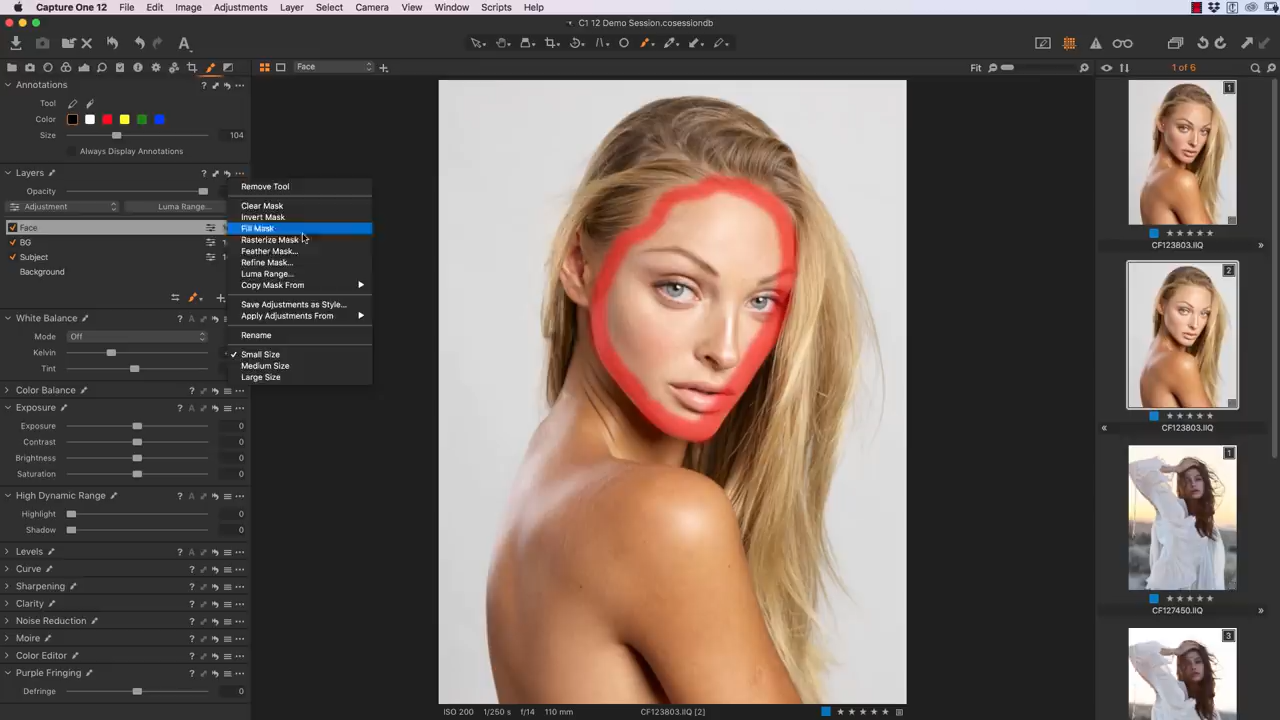 Capture One 12 File Edit Image Adjustments Layer Select Camera View Window Scripts Help
C1 12 Demo Session.cosessiondb
Face
Fit
1 of 6
Annotations
Tool
Color
Size 104
Always Display Annotations
Layers
Opacity
Adjustment Luma Range...
Face
BG
Subject
Background
Remove Tool
Clear Mask
Invert Mask
Fill Mask
Rasterize Mask
Feather Mask...
Refine Mask...
Luma Range...
Copy Mask From
Save Adjustments as Style...
Apply Adjustments From
Rename
Small Size
Medium Size
Large Size
White Balance
Mode Off
Kelvin
Tint
Color Balance
Exposure
Exposure 0
Contrast 0
Brightness 0
Saturation 0
High Dynamic Range
Highlight 0
Shadow 0
Levels
Curve
Sharpening
Clarity
Noise Reduction
Moire
Color Editor
Purple Fringing
Defringe 0
ISO 200 1/250 s f/14 110 mm CF123803.IIQ [2]
1
CF123803.IIQ
2
CF123803.IIQ
1
CF127450.IIQ
3